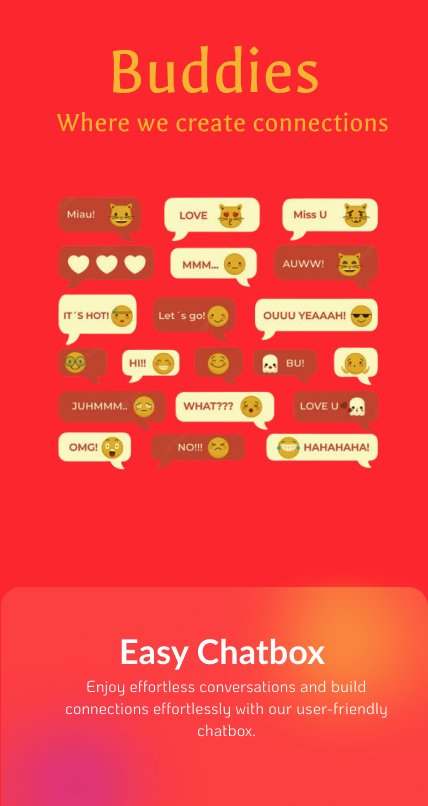 Buddies
Where we create connections
Miau!
LOVE
Miss U
MMM...
AUWW!
IT´S HOT!
Let´s go!
OUUU YEAAAH!
HI!!
BU!
JUHMMM..
WHAT???
LOVE U
OMG!
NO!!!
HAHAHAHA!
Easy Chatbox
Enjoy effortless conversations and build
connections effortlessly with our user-friendly
chatbox.